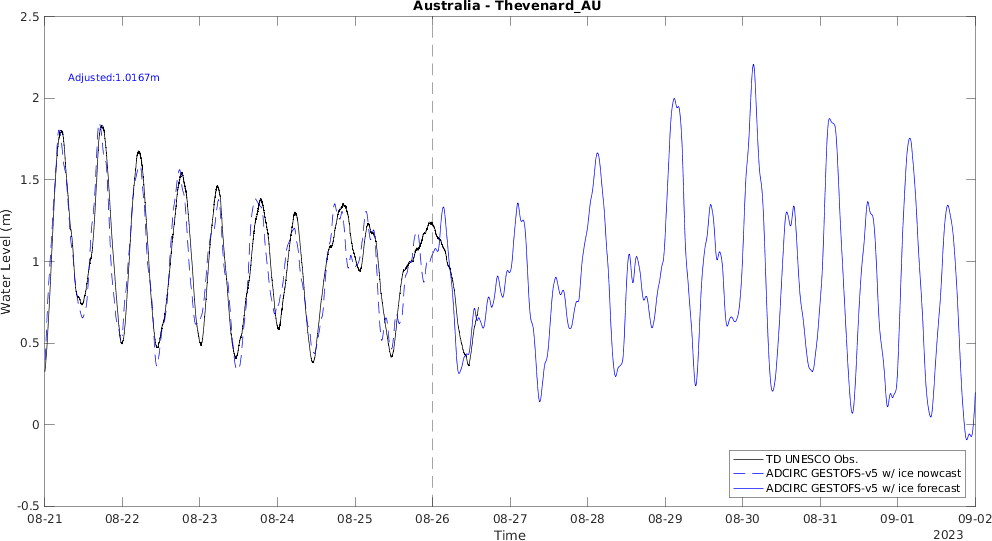 Australia - Thevenard_AU
2.5
2
1.5
1
0.5
0
-0.5
Water Level (m)
Adjusted:1.0167m
TD UNESCO Obs.
ADCIRC GESTOFS-v5 w/ ice nowcast
ADCIRC GESTOFS-v5 w/ ice forecast
08-21 08-22 08-23 08-24 08-25 08-26 08-27 08-28 08-29 08-30 08-31 09-01 09-02
Time
2023